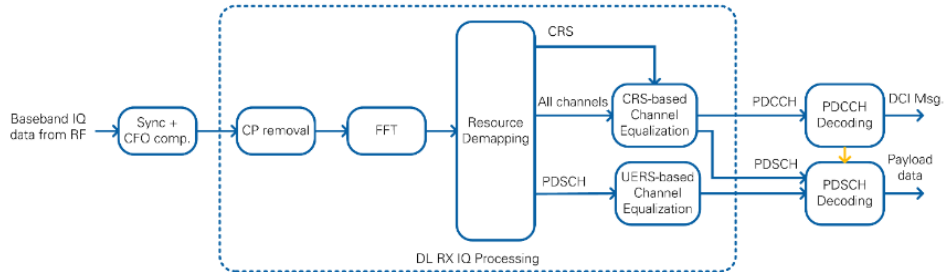 CRS
Baseband IQ
data from RF
Sync +
CFO comp.
CP removal
FFT
Resource
Demapping
All channels
CRS-based
Channel
Equalization
PDCCH
PDCCH
Decoding
DCI Msg.
PDSCH
UERS-based
Channel
Equalization
PDSCH
PDSCH
Decoding
Payload
data
DL RX IQ Processing